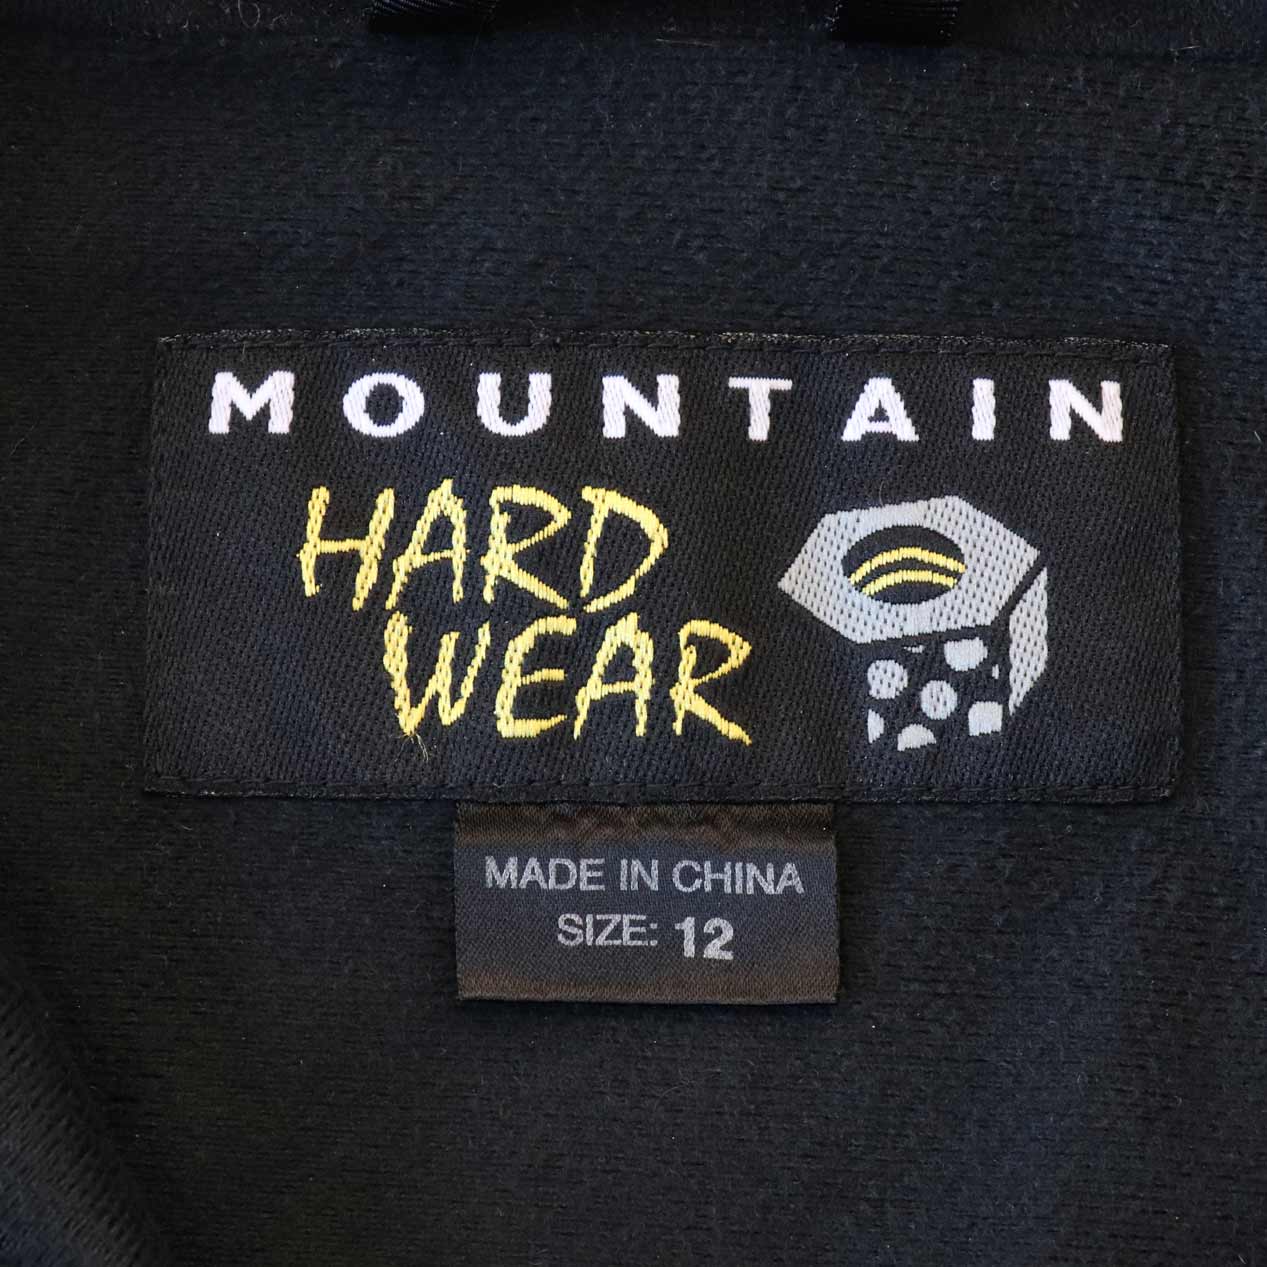 MOUNTAIN
HARD
WEAR
MADE IN CHINA
SIZE: 12